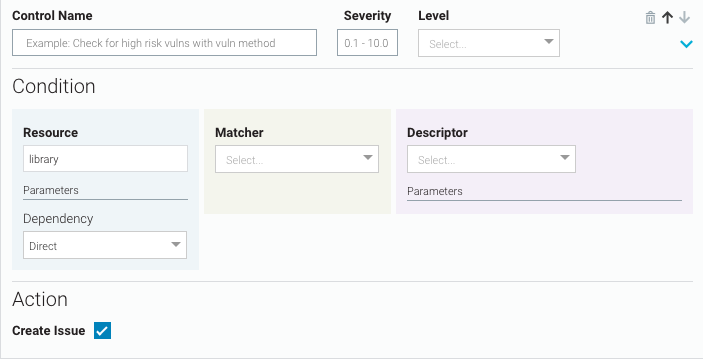 Control Name Severity Level
Example: Check for high risk vulns with vuln method 0.1 - 10.0 Select...
Condition
Resource Matcher Descriptor
library Select... Select...
Parameters Parameters
Dependency
Direct
Action
Create Issue